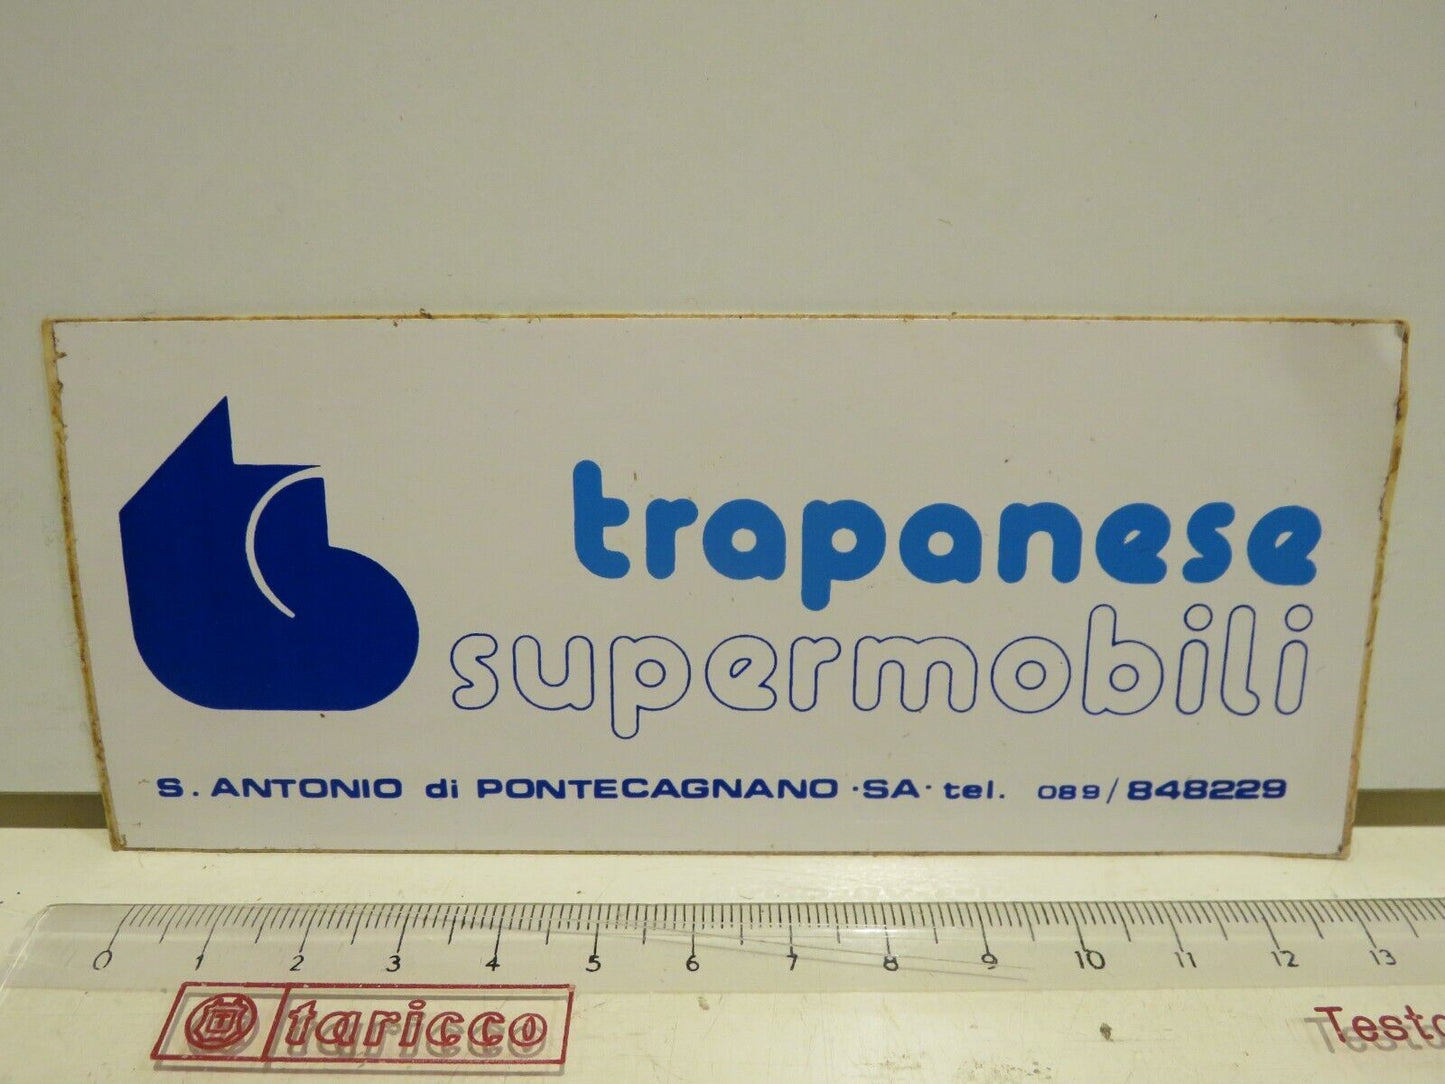 trapanese
supermobili
S. ANTONIO di PONTECAGNANO ·SA· tel. 089/848229
0 1 2 3 4 5 6 7 8 9 10 11 12 13
taricco